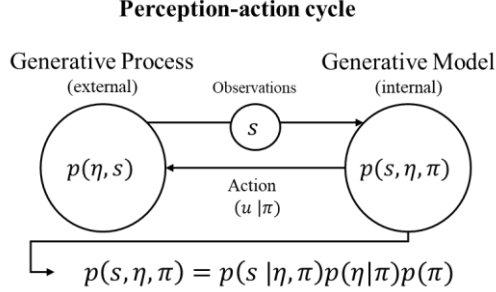 Perception-action cycle
Generative Process
(external)
Observations
Generative Model
(internal)
s
p(η, s)
p(s, η, π)
Action
(u |π)
p(s, η, π) = p(s |η, π)p(η|π)p(π)